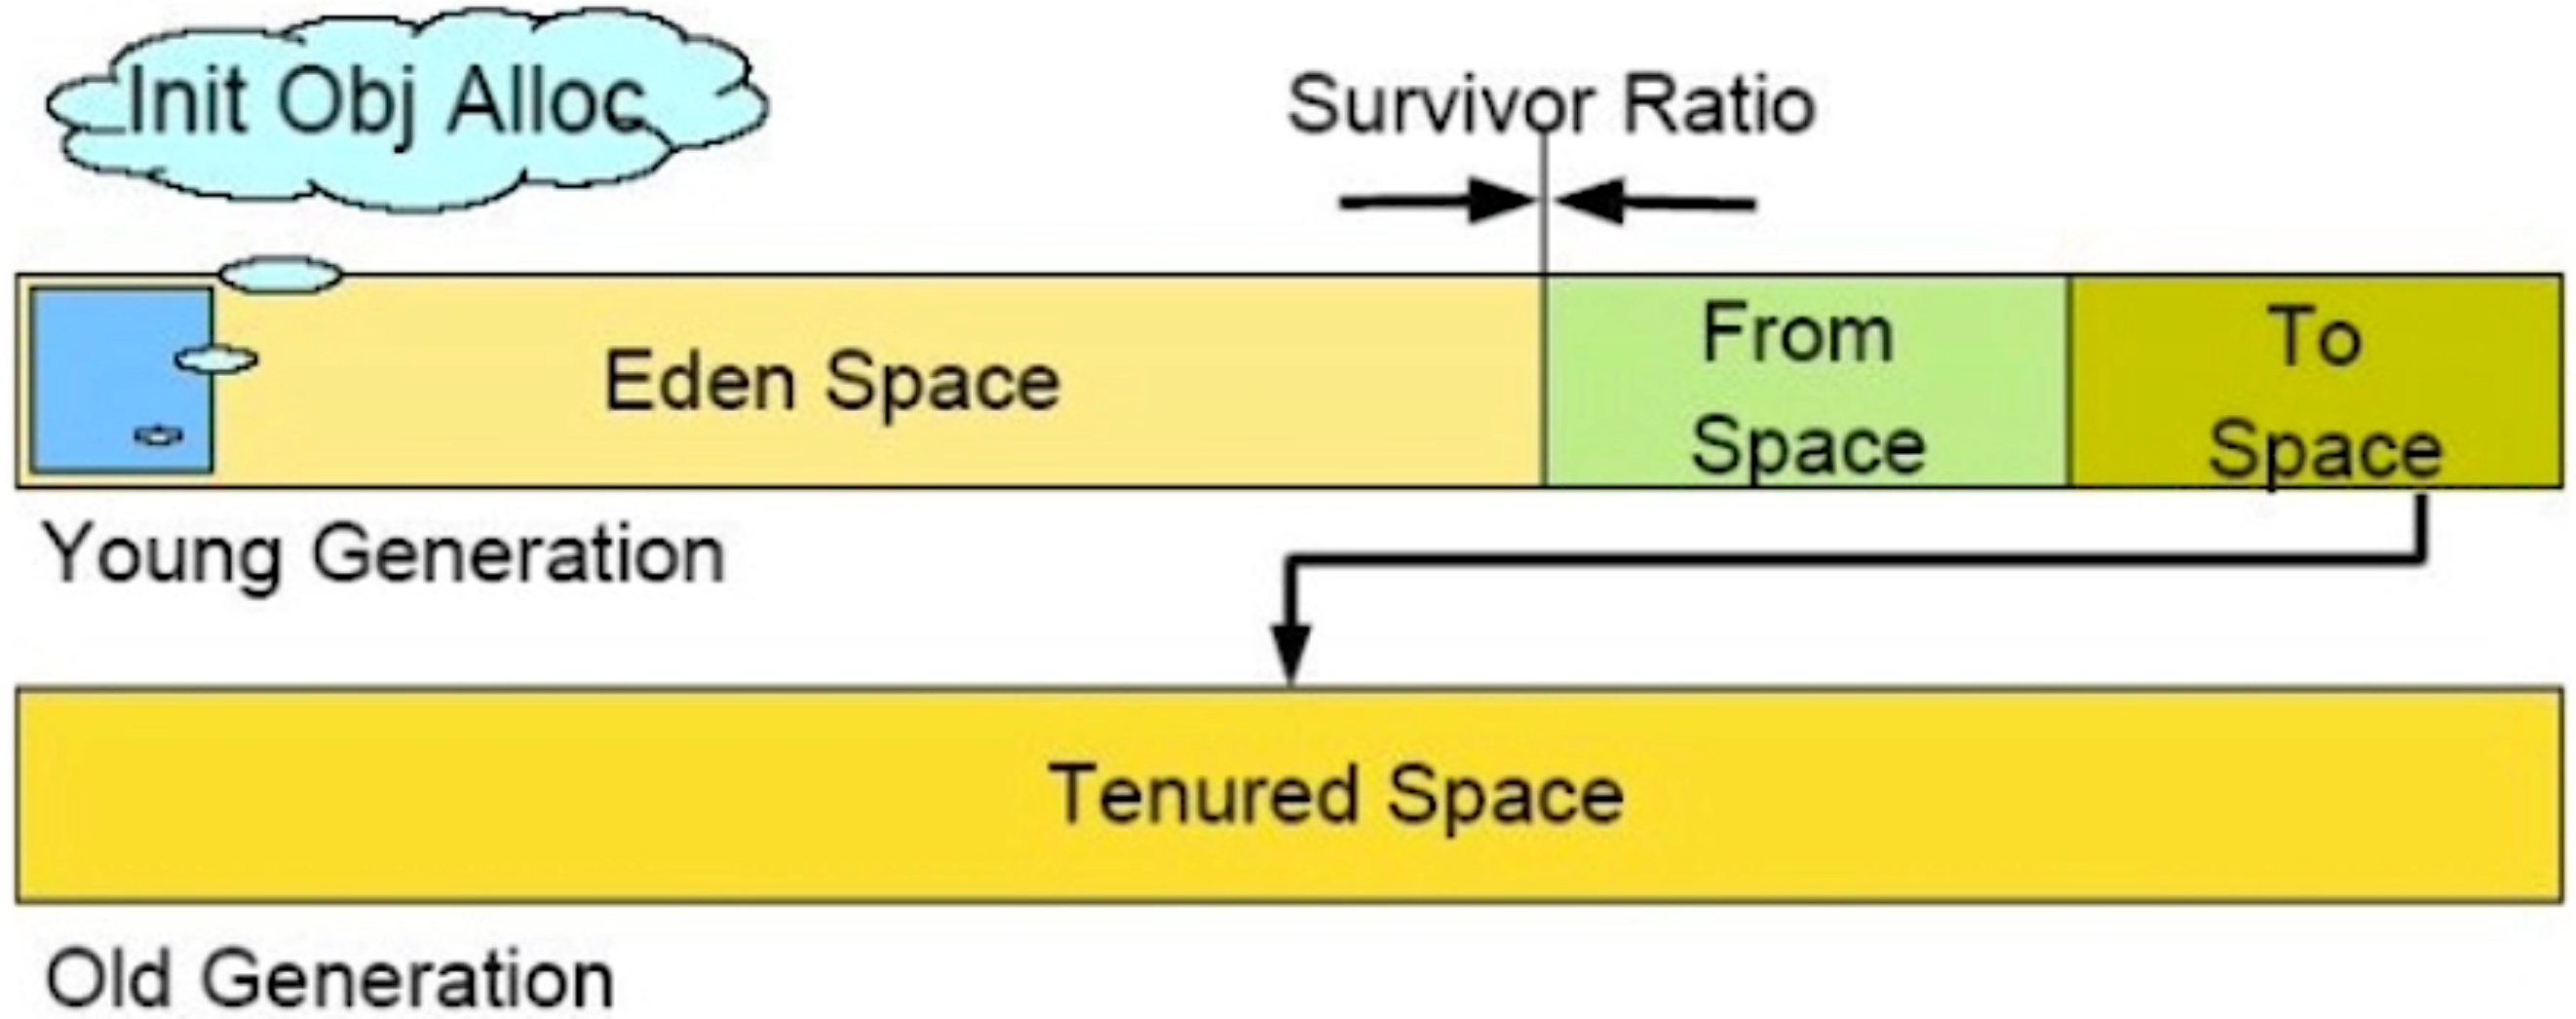 Init Obj Alloc
Survivor Ratio
Eden Space
From
Space
To
Space
Young Generation
Tenured Space
Old Generation